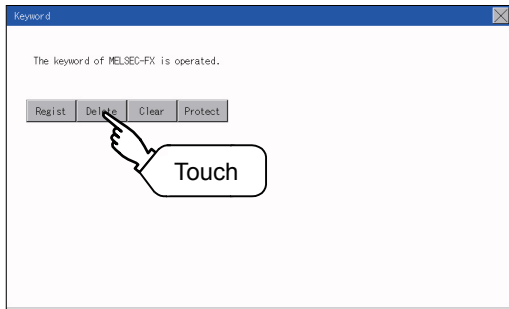 Keyword
The keyword of MELSEC-FX is operated.
Regist Delete Clear Protect
Touch